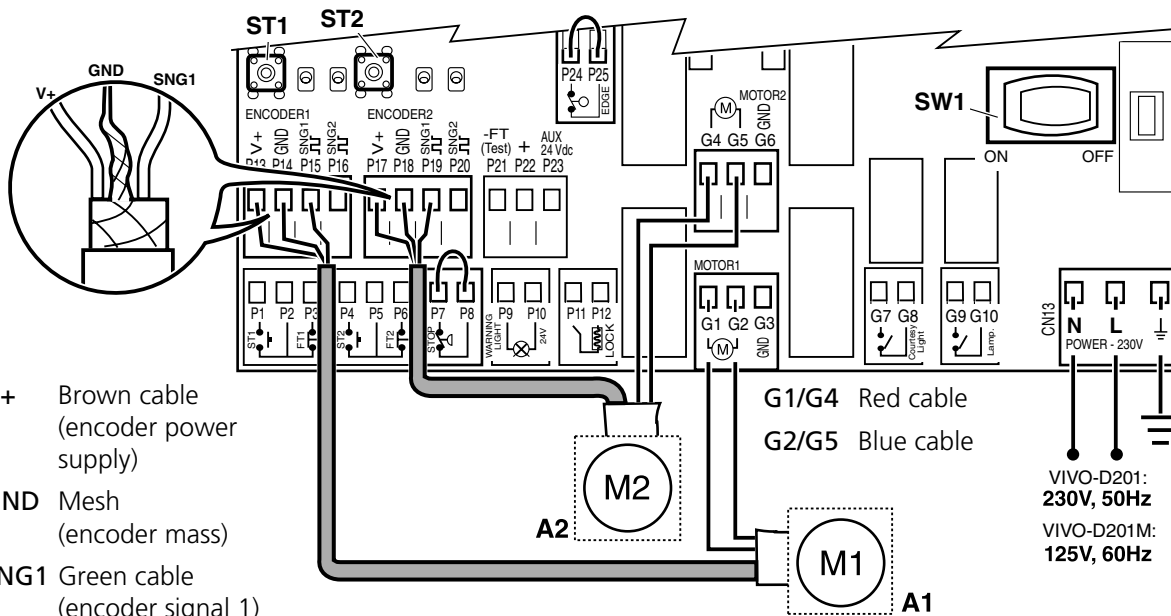 ST1
ST2
GND
V+
SNG1
ENCODER1
ENCODER2
V+ GND SNG1 SNG2
V+ GND SNG1 SNG2
P13 P14 P15 P16
P17 P18 P19 P20
-FT (Test) + AUX 24 Vdc
P21 P22 P23
P24 P25
EDGE
MOTOR2
M
GND
G4 G5 G6
SW1
ON OFF
MOTOR1
G1 G2 G3
M
GND
P1 P2 P3 P4 P5 P6 P7 P8
ST1 FT1 ST2 FT2 STOP
P9 P10
WARNING LIGHT
24V
P11 P12
LOCK
G7 G8
Courtesy Light
G9 G10
Lamp.
CN13
N L
POWER - 230V
+ Brown cable
(encoder power
supply)
ND Mesh
(encoder mass)
NG1 Green cable
(encoder signal 1)
G1/G4 Red cable
G2/G5 Blue cable
M2
A2
M1
A1
VIVO-D201:
230V, 50Hz
VIVO-D201M:
125V, 60Hz